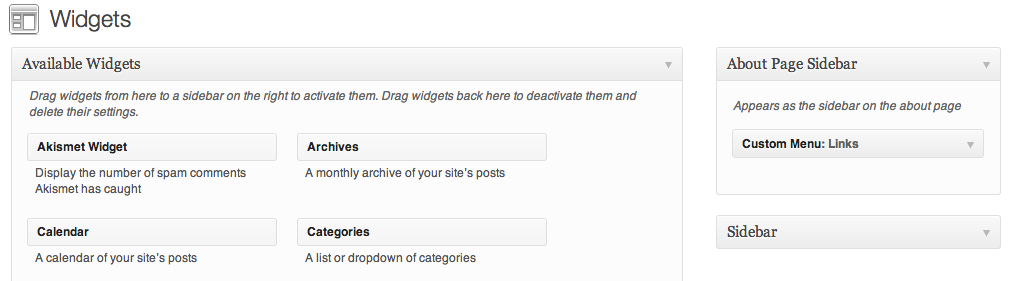 Widgets
Available Widgets
Drag widgets from here to a sidebar on the right to activate them. Drag widgets back here to deactivate them and
delete their settings.
Akismet Widget
Display the number of spam comments
Akismet has caught
Archives
A monthly archive of your site's posts
Calendar
A calendar of your site's posts
Categories
A list or dropdown of categories
About Page Sidebar
Appears as the sidebar on the about page
Custom Menu: Links
Sidebar